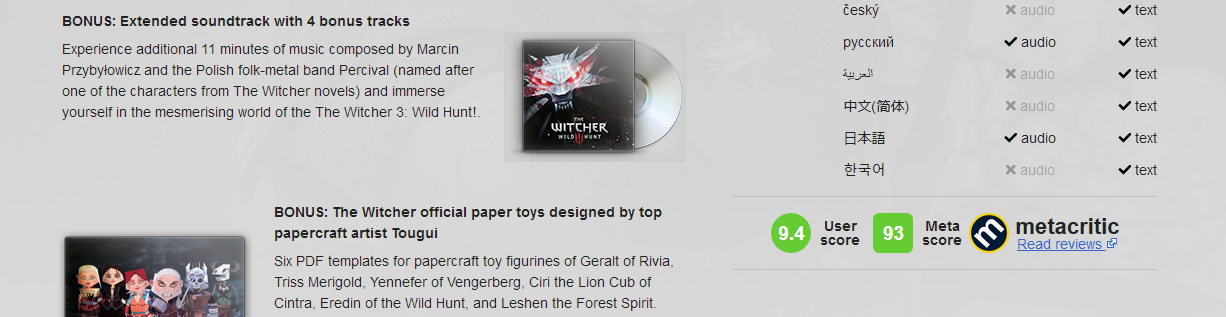 BONUS: Extended soundtrack with 4 bonus tracks
Experience additional 11 minutes of music composed by Marcin
Przybyłowicz and the Polish folk-metal band Percival (named after
one of the characters from The Witcher novels) and immerse
yourself in the mesmerising world of the The Witcher 3: Wild Hunt!.
THE
WITCHER
WILD HUNT
BONUS: The Witcher official paper toys designed by top
papercraft artist Tougui
Six PDF templates for papercraft toy figurines of Geralt of Rivia,
Triss Merigold, Yennefer of Vengerberg, Ciri the Lion Cub of
Cintra, Eredin of the Wild Hunt, and Leshen the Forest Spirit.
český audio text
русский audio text
العربية audio text
中文(简体) audio text
日本語 audio text
한국어 audio text
9.4 User score 93 Meta score metacritic
Read reviews